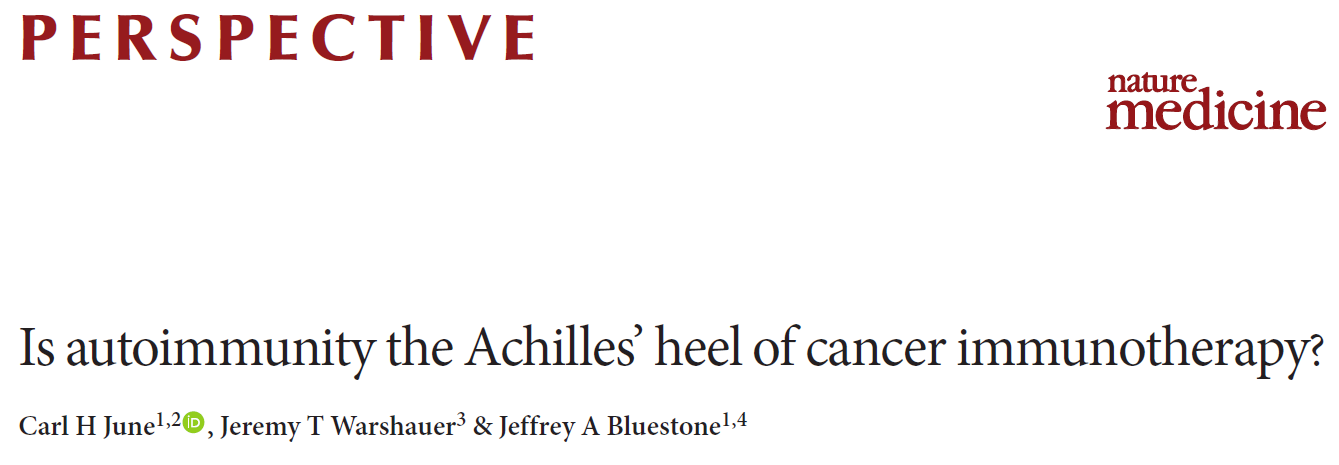 PERSPECTIVE
nature
medicine
Is autoimmunity the Achilles’ heel of cancer immunotherapy?
Carl H June1,2 iD, Jeremy T Warshauer3 & Jeffrey A Bluestone1,4